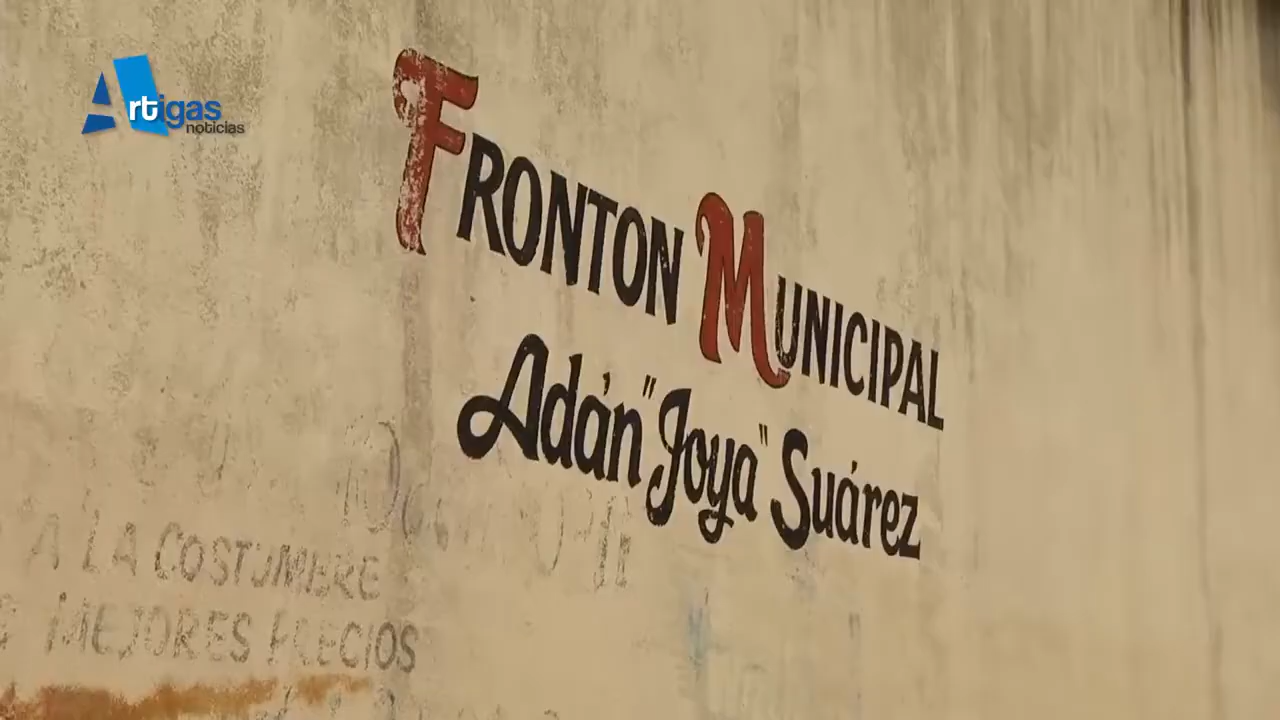 Artigas
noticias
FRONTON MUNICIPAL
Adán "Joya" Suárez
A LA COSTUMBRE
MEJORES PRECIOS